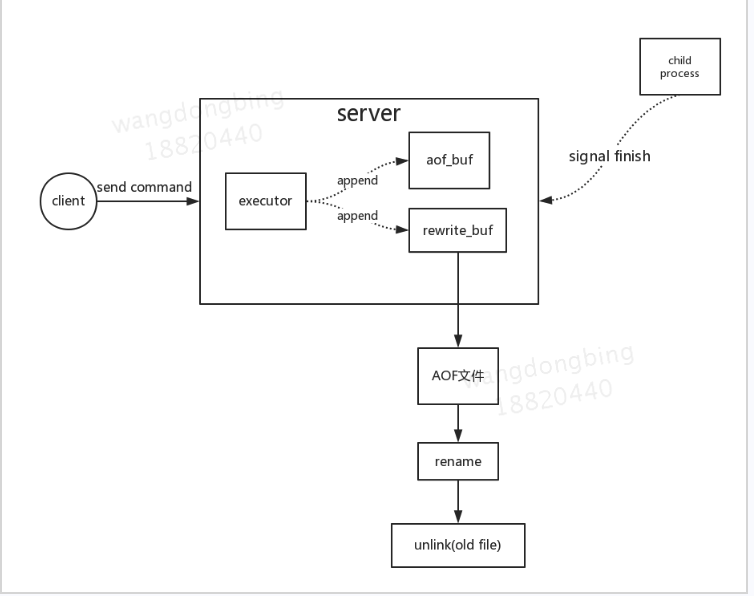 child
process
wangdongbing
18820440
server
signal finish
aof_buf
send command
append
client
executor
append
rewrite_buf
wangdongbing
18820440
AOF文件
rename
unlink(old file)